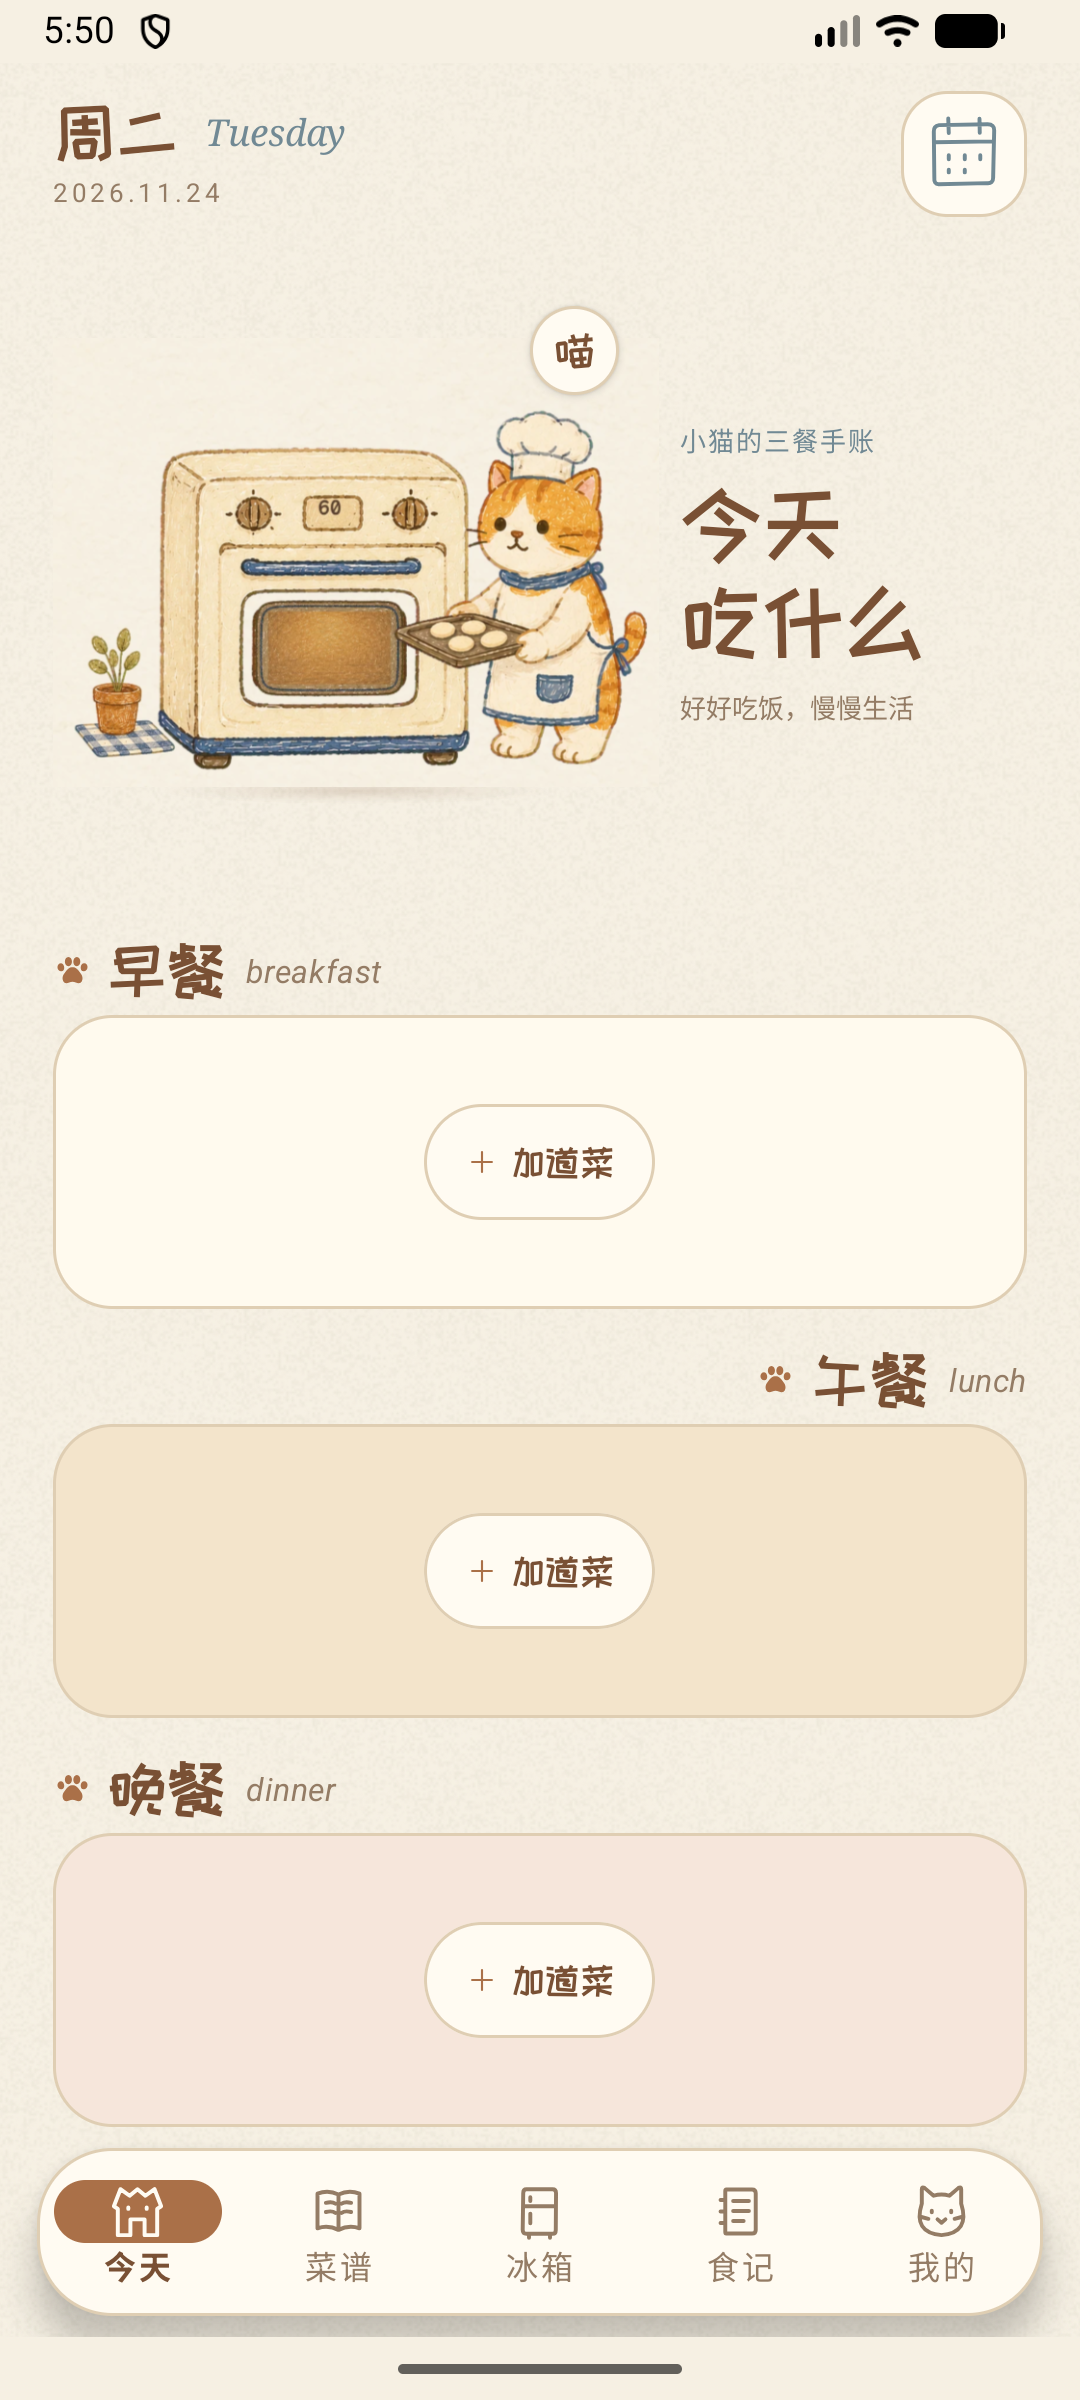 5:50
周二 Tuesday
2026.11.24
喵
60
小猫的三餐手账
今天
吃什么
好好吃饭，慢慢生活
早餐 breakfast
+ 加道菜
午餐 lunch
+ 加道菜
晚餐 dinner
+ 加道菜
今天 菜谱 冰箱 食记 我的